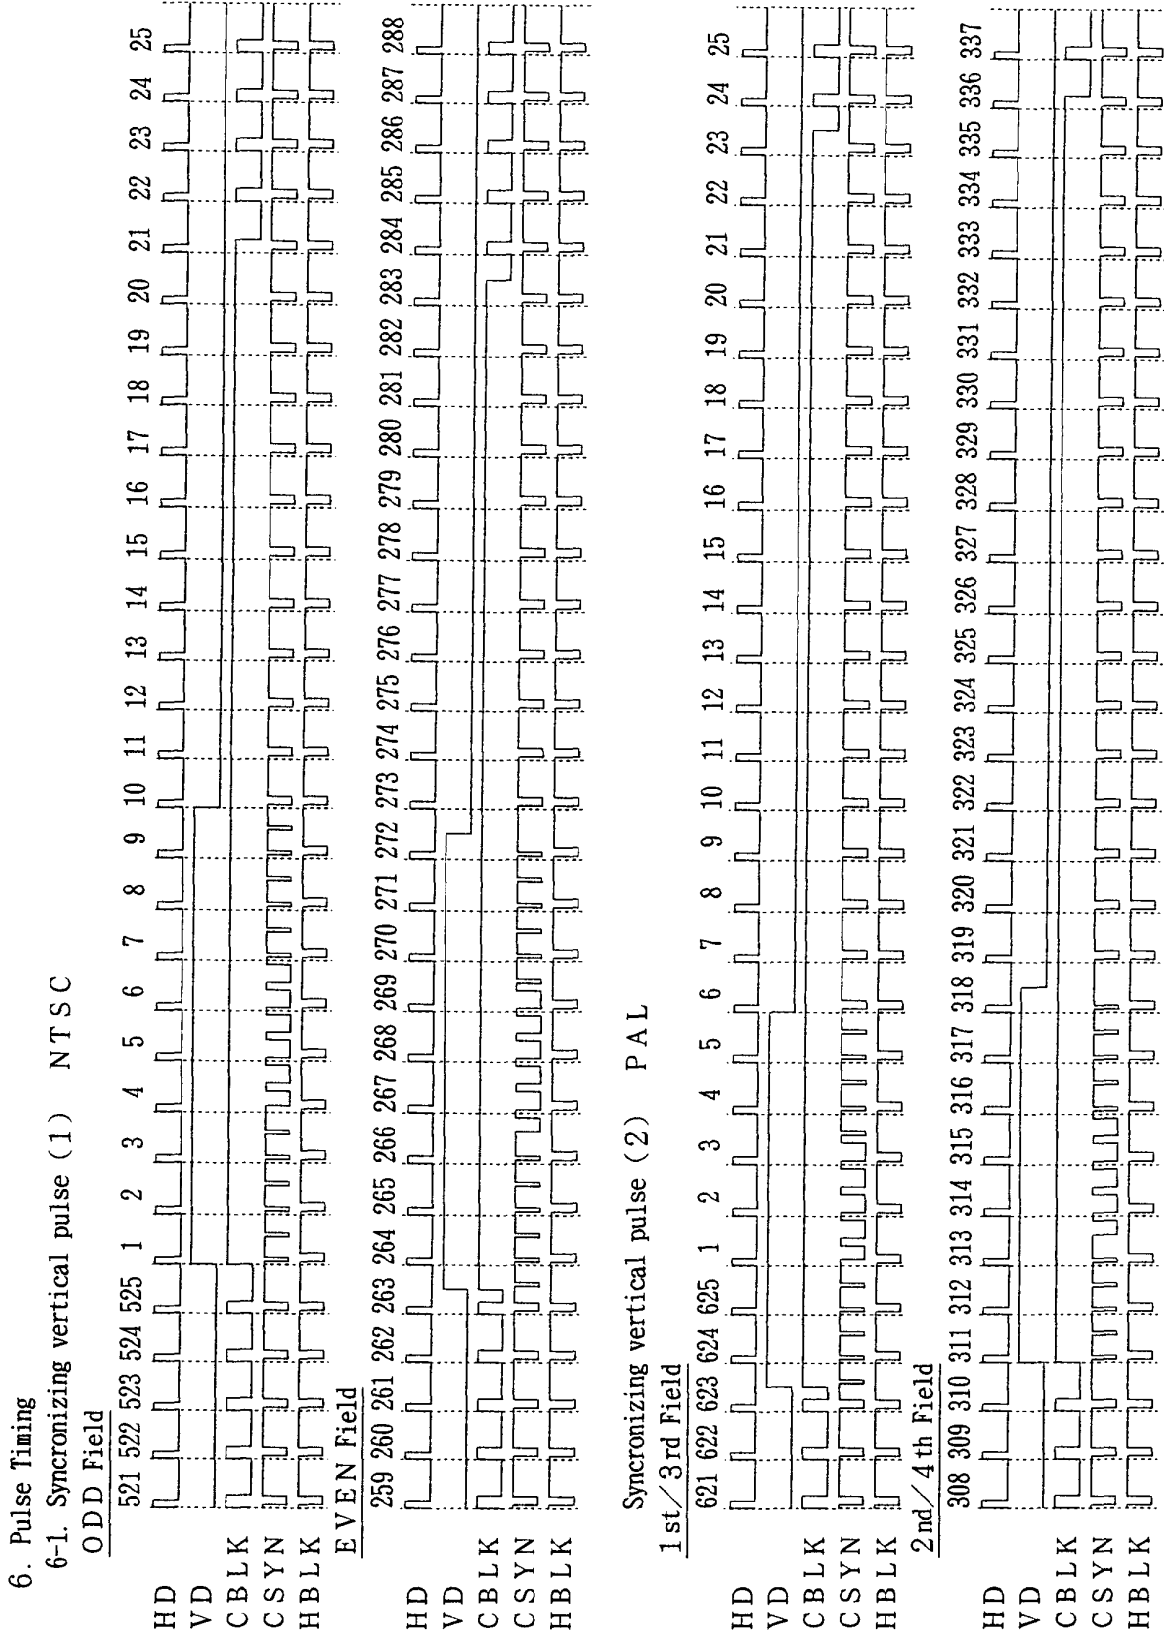 6. Pulse Timing
6-1. Syncronizing vertical pulse (1) NTSC
ODD Field
521 522 523 524 525 1 2 3 4 5 6 7 8 9 10 11 12 13 14 15 16 17 18 19 20 21 22 23 24 25
HD
VD
CBLK
CSYN
HBLK
EVEN Field
259 260 261 262 263 264 265 266 267 268 269 270 271 272 273 274 275 276 277 278 279 280 281 282 283 284 285 286 287 288
HD
VD
CBLK
CSYN
HBLK
Syncronizing vertical pulse (2) PAL
1st/3rd Field
621 622 623 624 625 1 2 3 4 5 6 7 8 9 10 11 12 13 14 15 16 17 18 19 20 21 22 23 24 25
HD
VD
CBLK
CSYN
HBLK
2nd/4th Field
308 309 310 311 312 313 314 315 316 317 318 319 320 321 322 323 324 325 326 327 328 329 330 331 332 333 334 335 336 337
HD
VD
CBLK
CSYN
HBLK